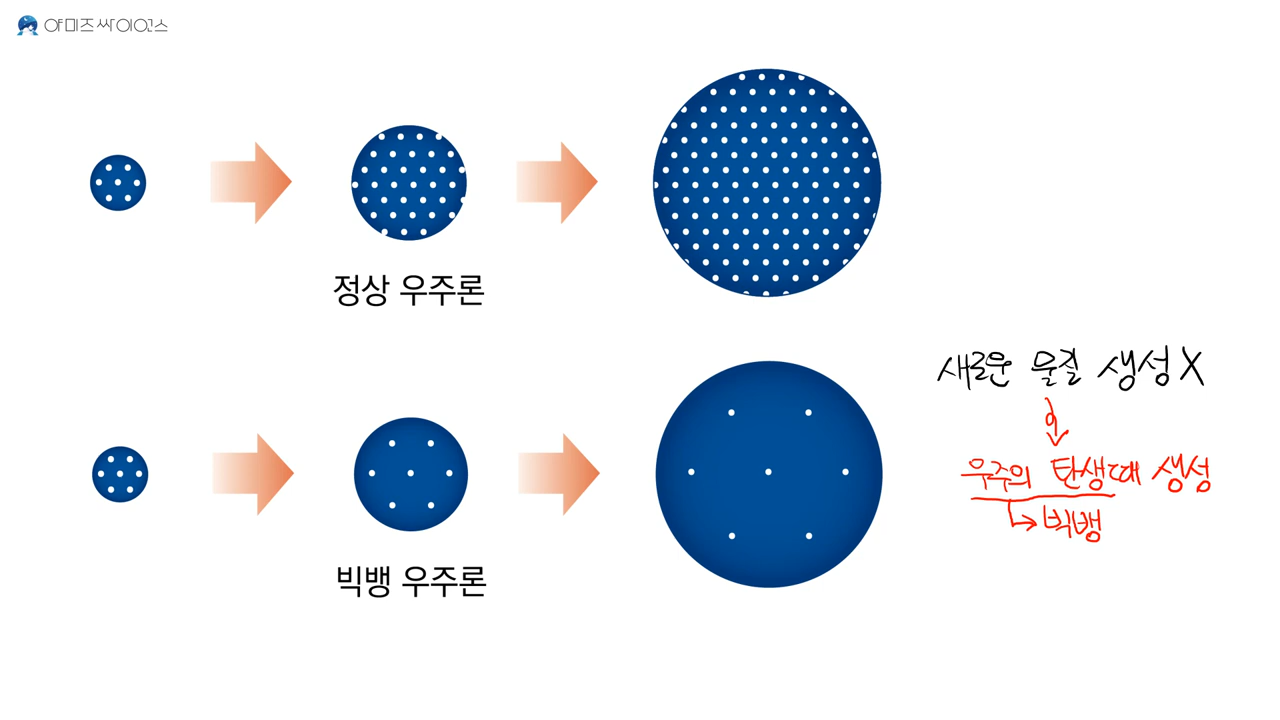 야미즈 싸이언스
정상 우주론
새로운 물질 생성 X
우주의 탄생때 생성
빅뱅
빅뱅 우주론